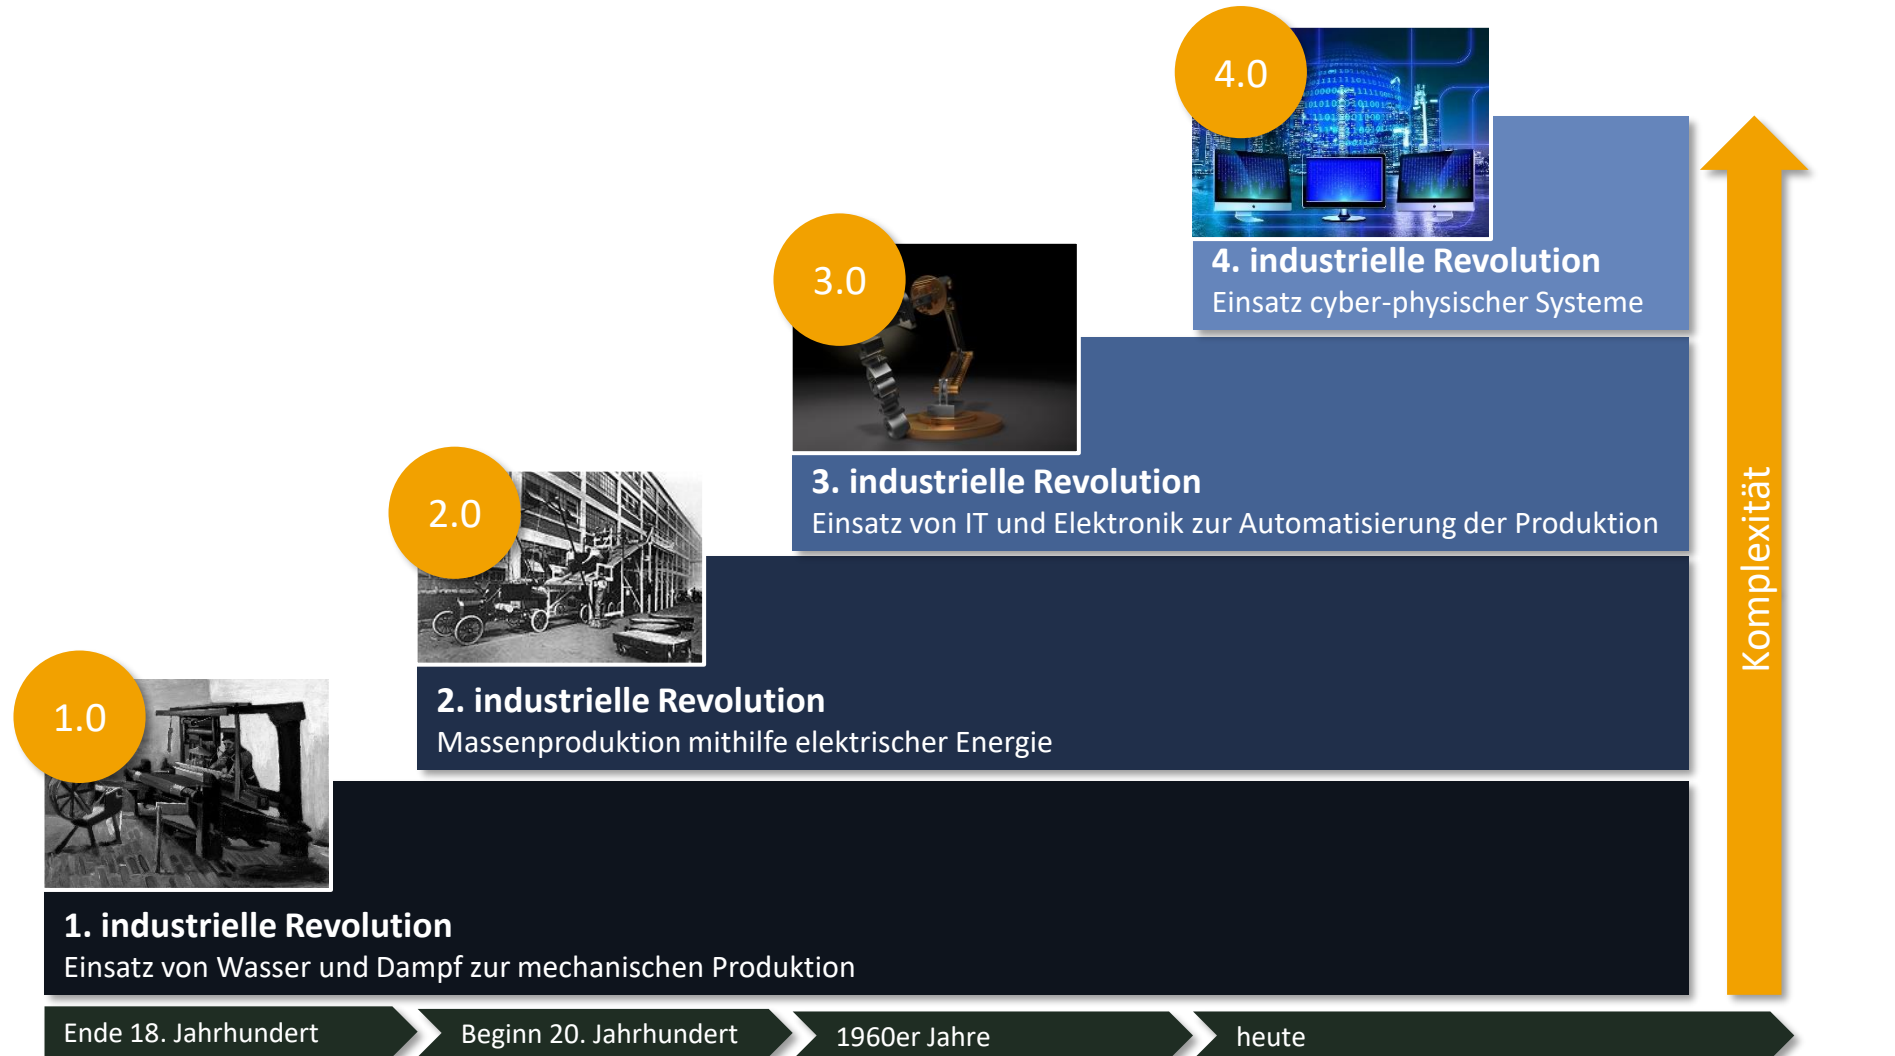 4.0
4. industrielle Revolution
Einsatz cyber-physischer Systeme
3.0
3. industrielle Revolution
Einsatz von IT und Elektronik zur Automatisierung der Produktion
2.0
2. industrielle Revolution
Massenproduktion mithilfe elektrischer Energie
1.0
1. industrielle Revolution
Einsatz von Wasser und Dampf zur mechanischen Produktion
Komplexität
Ende 18. Jahrhundert
Beginn 20. Jahrhundert
1960er Jahre
heute